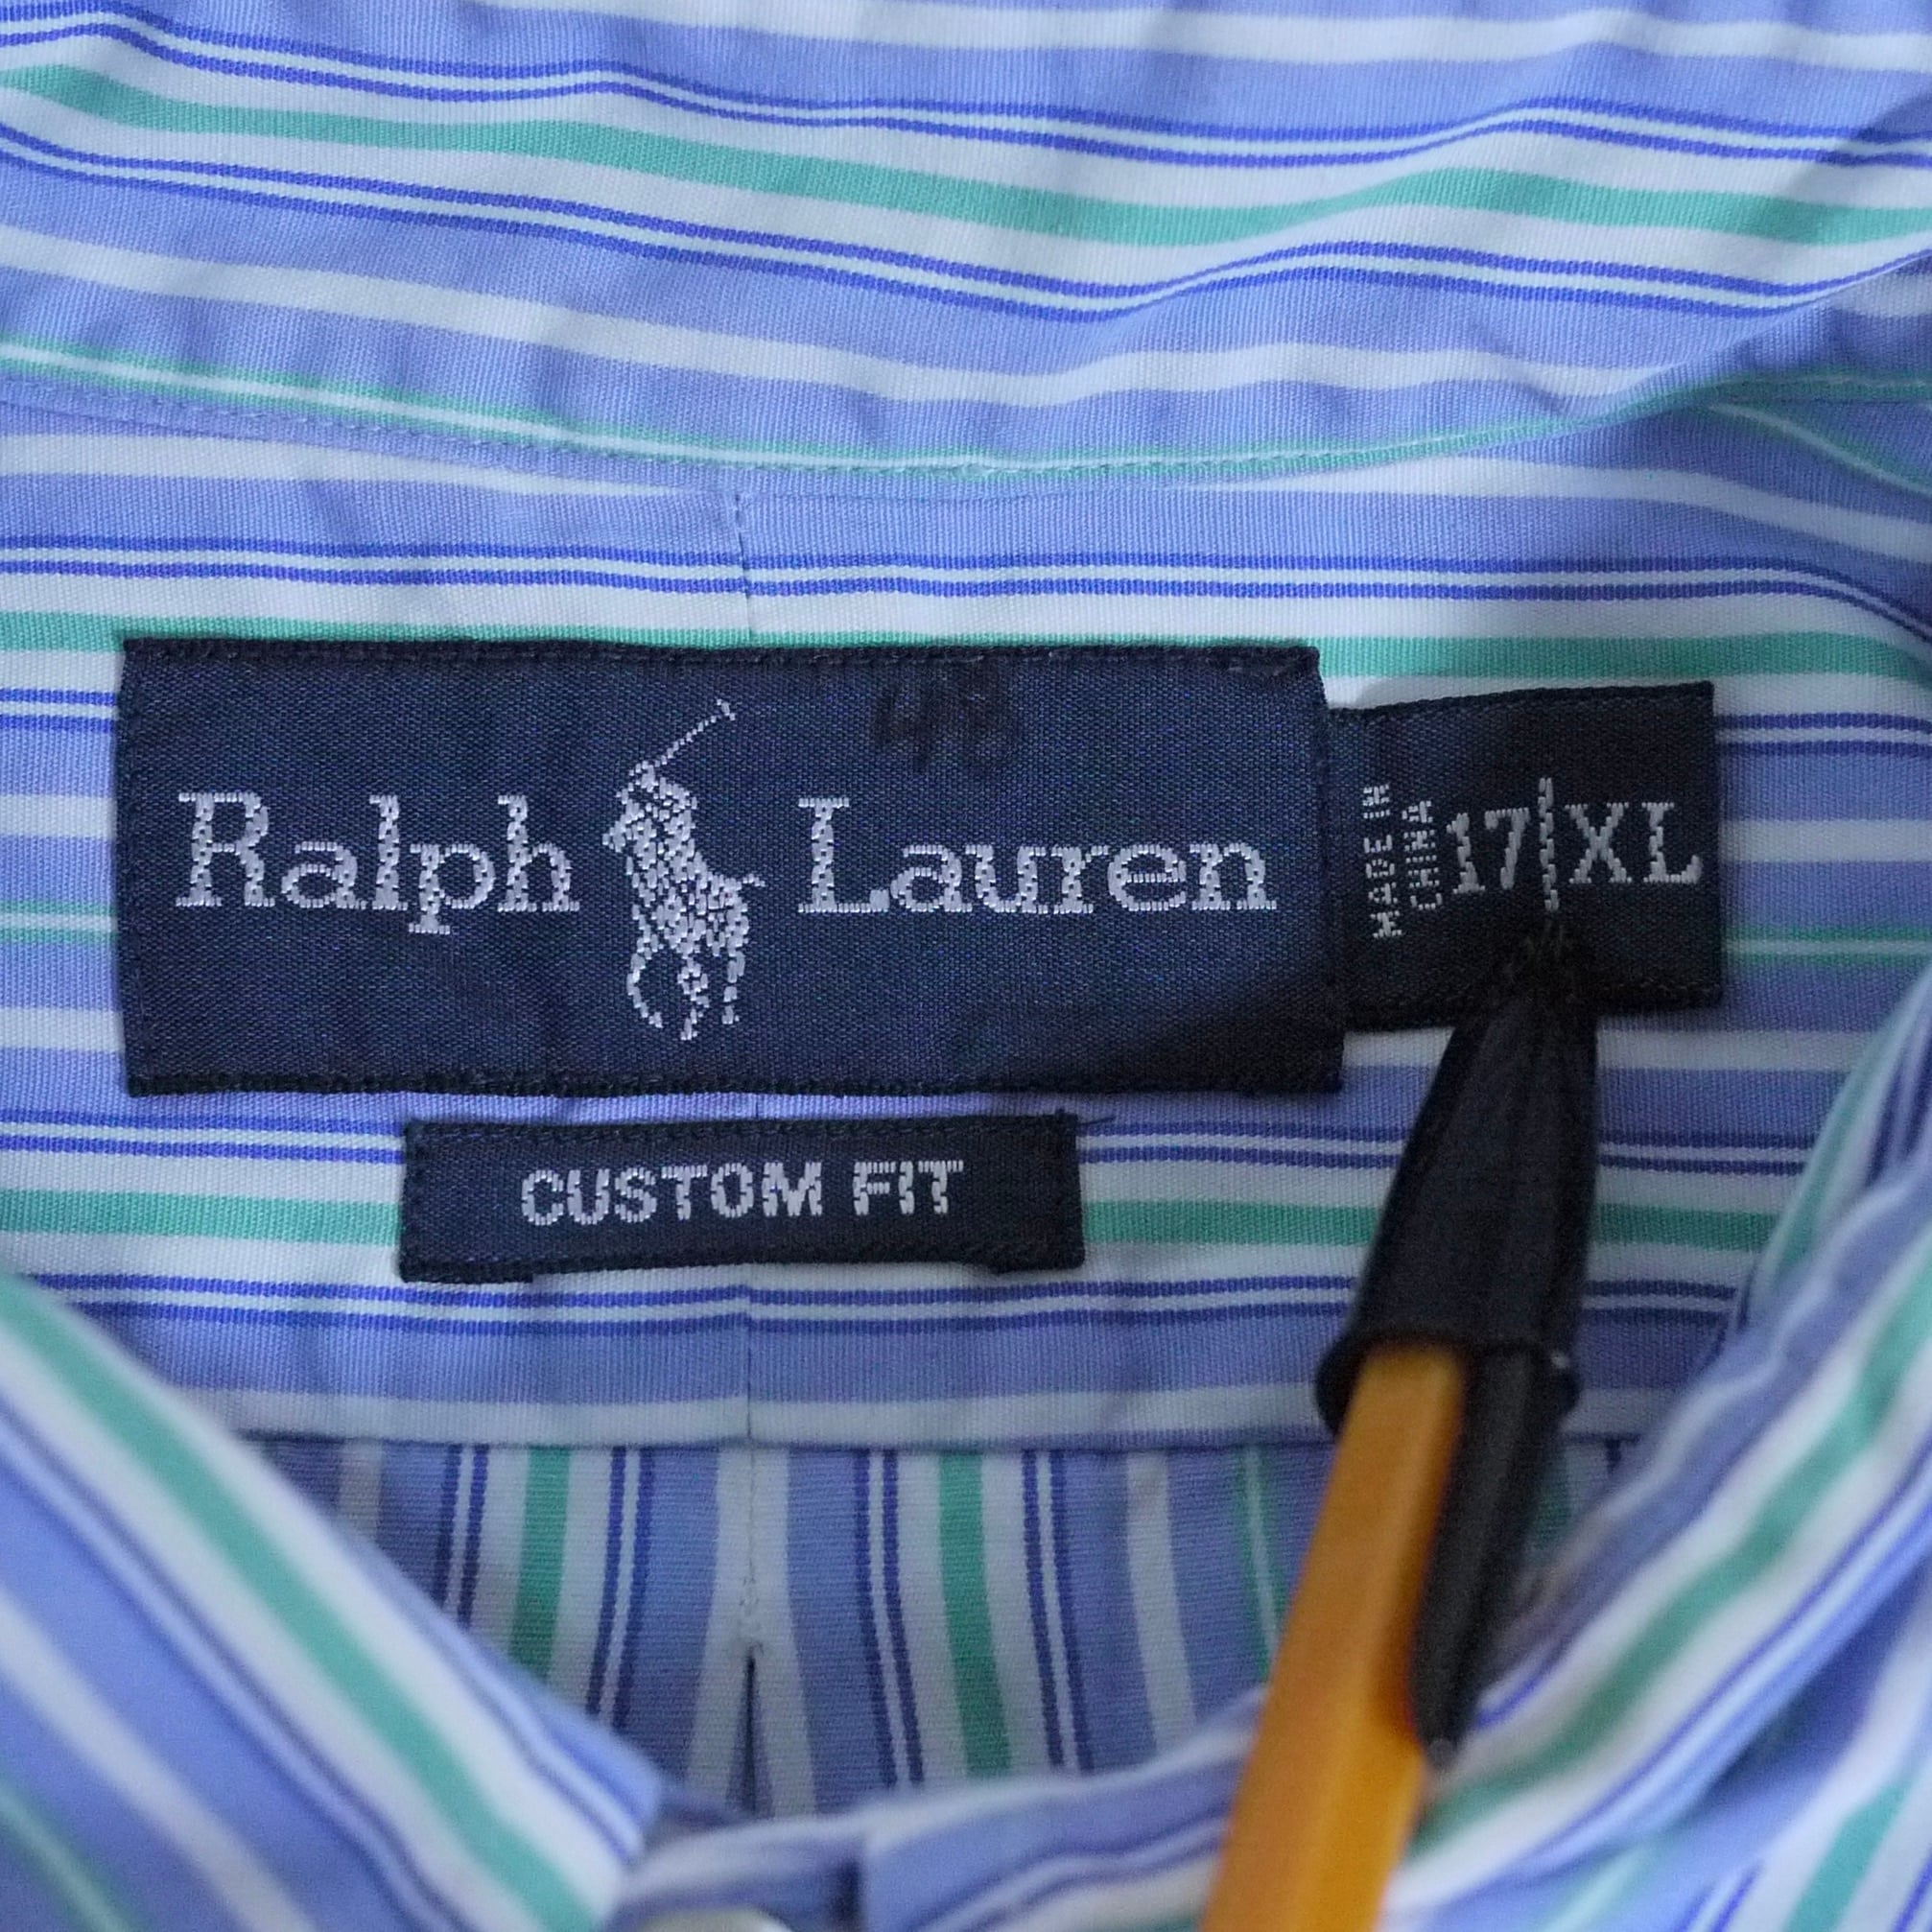 Ralph Lauren
MADE IN
CHINA
17|XL
CUSTOM FIT